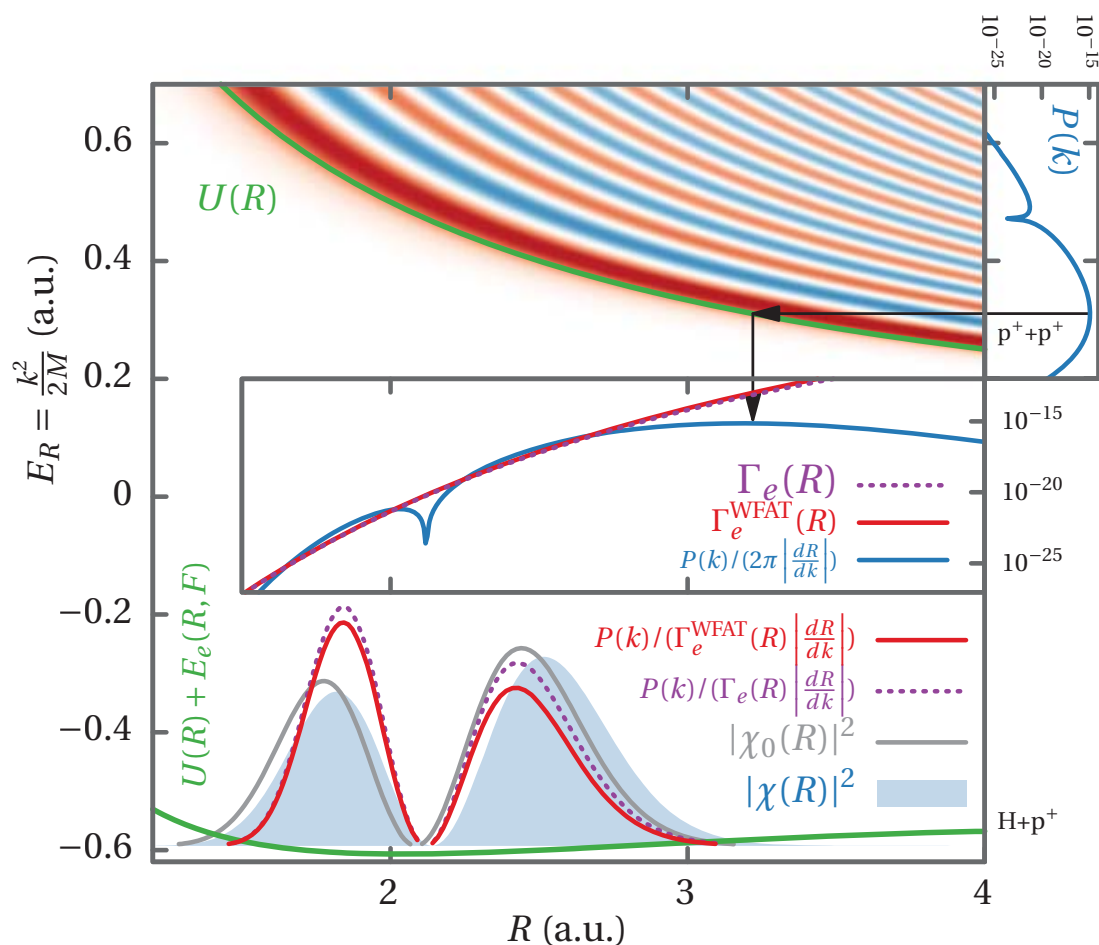 10⁻²⁵ 10⁻²⁰ 10⁻¹⁵
P(k)
0.6
0.4
0.2
0
−0.2
−0.4
−0.6
E_R = k²/2M (a.u.)
U(R)
p⁺+p⁺
10⁻¹⁵
10⁻²⁰
10⁻²⁵
Γ_e(R)
Γ_e^WFAT(R)
P(k)/(2π|dR/dk|)
U(R) + E_e(R, F)
P(k)/(Γ_e^WFAT(R)|dR/dk|)
P(k)/(Γ_e(R)|dR/dk|)
|χ₀(R)|²
|χ(R)|²
H+p⁺
2 3 4
R (a.u.)